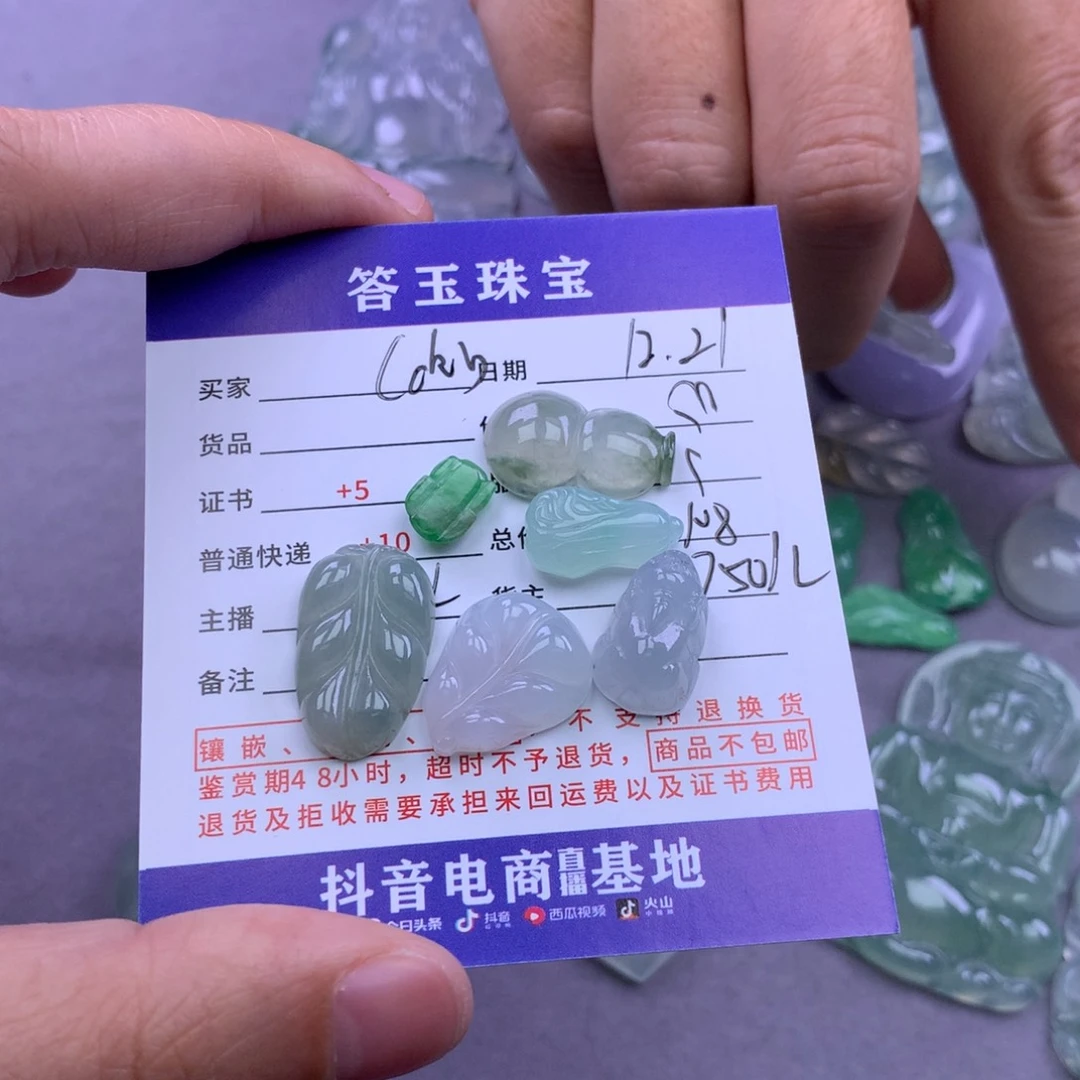 答玉珠宝
买家 日期 12.21
货品
证书 +5
普通快递 +10 总
108
主播 货主 750/L
备注
不支持退换货
镶嵌、
鉴赏期48小时，超时不予退货，商品不包邮
退货及拒收需要承担来回运费以及证书费用
抖音电商直播基地
今日头条 抖音 西瓜视频 火山